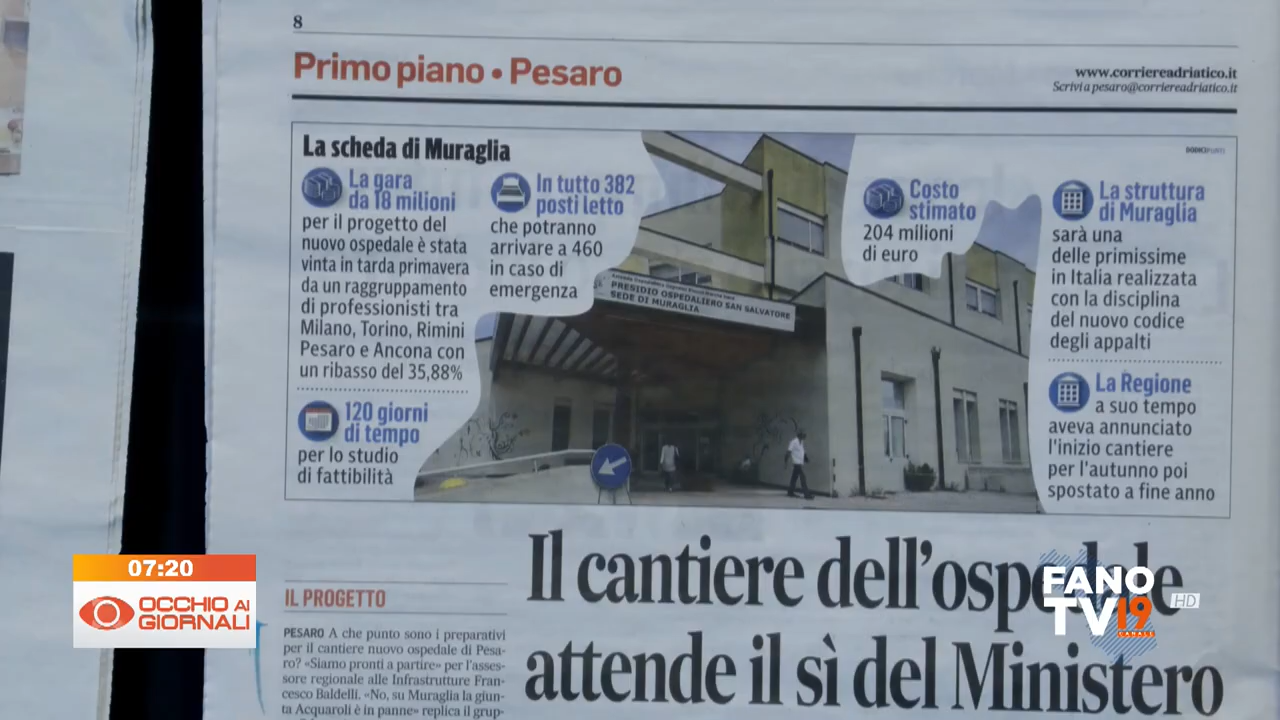 8
Primo piano • Pesaro
www.corriereadriatico.it
Scrivi a pesaro@corriereadriatico.it
La scheda di Muraglia
La gara
da 18 milioni
per il progetto del
nuovo ospedale è stata
vinta in tarda primavera
da un raggruppamento
di professionisti tra
Milano, Torino, Rimini
Pesaro e Ancona con
un ribasso del 35,88%
120 giorni
di tempo
per lo studio
di fattibilità
In tutto 382
posti letto
che potranno
arrivare a 460
in caso di
emergenza
PRESIDIO OSPEDALIERO SAN SALVATORE
SEDE DI MURAGLIA
Costo
stimato
204 milioni
di euro
La struttura
di Muraglia
sarà una
delle primissime
in Italia realizzata
con la disciplina
del nuovo codice
degli appalti
La Regione
a suo tempo
aveva annunciato
l'inizio cantiere
per l'autunno poi
spostato a fine anno
Il cantiere dell'ospedale
attende il sì del Ministero
IL PROGETTO
PESARO A che punto sono i preparativi
per il cantiere nuovo ospedale di Pesa-
ro? «Siamo pronti a partire» per l'asses-
sore regionale alle Infrastrutture Fran-
cesco Baldelli. «No, su Muraglia la giun-
ta Acquaroli è in panne» replica il grup-
07:20
OCCHIO AI
GIORNALI
FANO
TV19 HD
CANALE